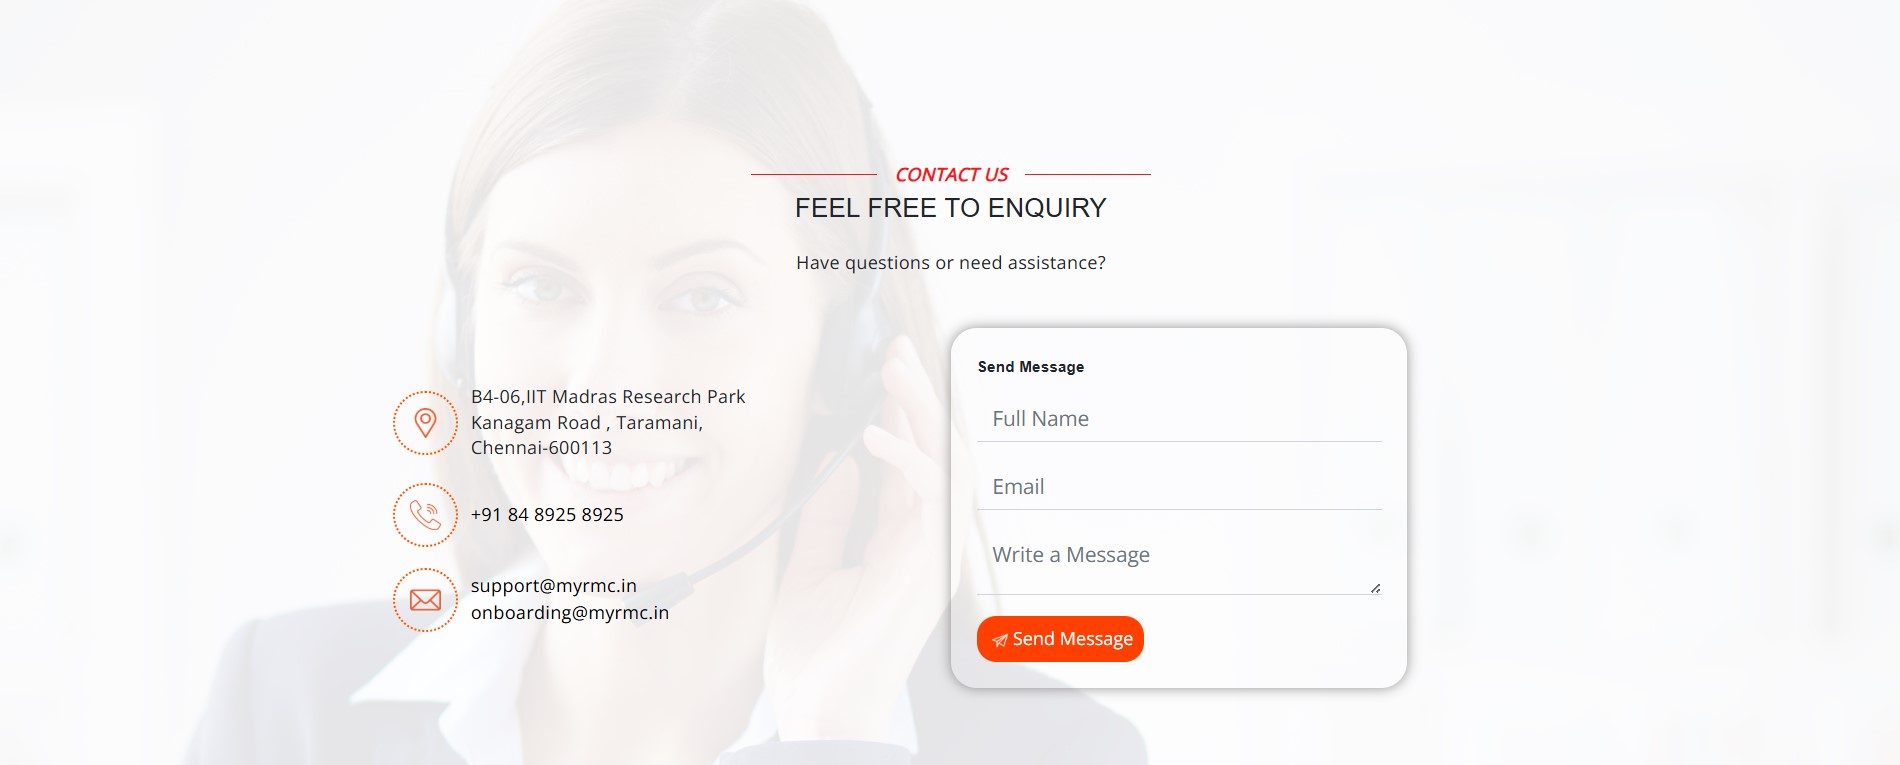 CONTACT US
FEEL FREE TO ENQUIRY
Have questions or need assistance?
B4-06,IIT Madras Research Park
Kanagam Road , Taramani,
Chennai-600113
+91 84 8925 8925
support@myrmc.in
onboarding@myrmc.in
Send Message
Full Name
Email
Write a Message
Send Message